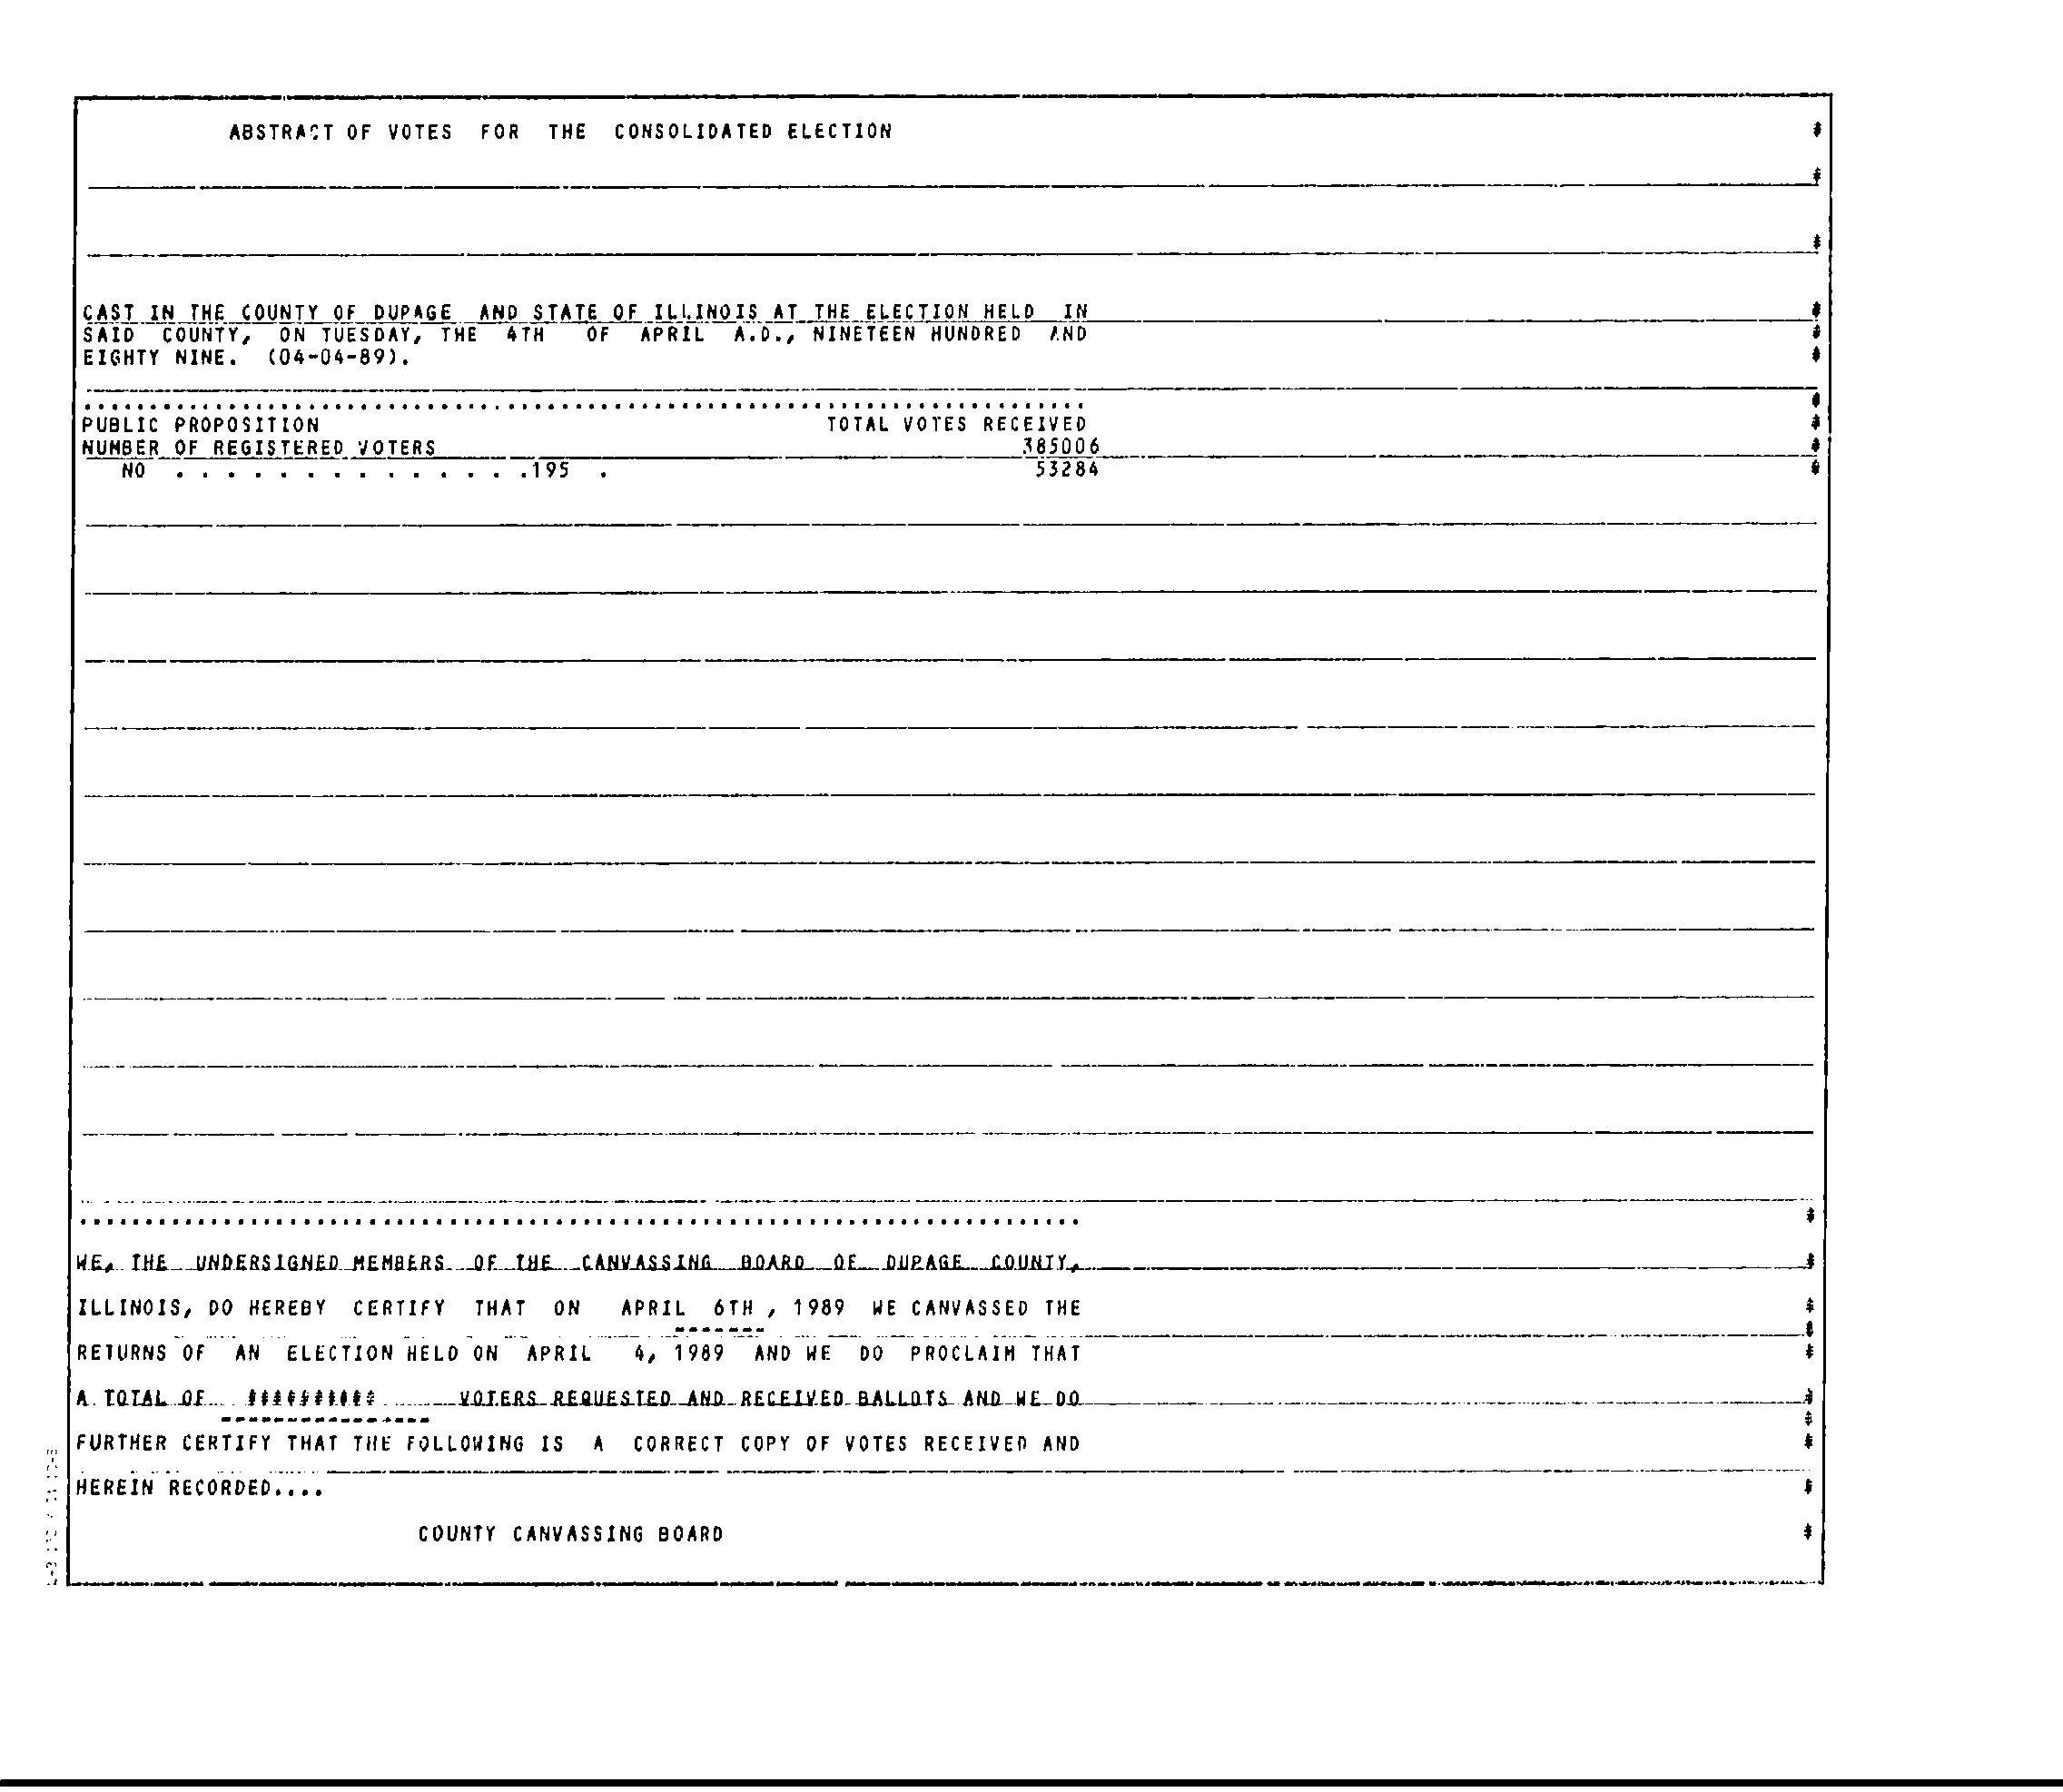 ABSTRACT OF VOTES FOR THE CONSOLIDATED ELECTION #
#
#
CAST IN THE COUNTY OF DUPAGE AND STATE OF ILLINOIS AT THE ELECTION HELD IN #
SAID COUNTY, ON TUESDAY, THE 4TH OF APRIL A.D., NINETEEN HUNDRED AND #
EIGHTY NINE. (04-04-89). #
#
PUBLIC PROPOSITION TOTAL VOTES RECEIVED #
NUMBER OF REGISTERED VOTERS 385006 #
NO . . . . . . . . . . . . . . .195 . 53284 #
#
WE, THE UNDERSIGNED MEMBERS OF THE CANVASSING BOARD OF DUPAGE COUNTY, #
ILLINOIS, DO HEREBY CERTIFY THAT ON APRIL 6TH , 1989 WE CANVASSED THE #
------- #
RETURNS OF AN ELECTION HELD ON APRIL 4, 1989 AND WE DO PROCLAIM THAT #
A TOTAL OF ########## VOTERS REQUESTED AND RECEIVED BALLOTS AND WE DO #
---------------- #
FURTHER CERTIFY THAT THE FOLLOWING IS A CORRECT COPY OF VOTES RECEIVED AND #
HEREIN RECORDED.... #
COUNTY CANVASSING BOARD #